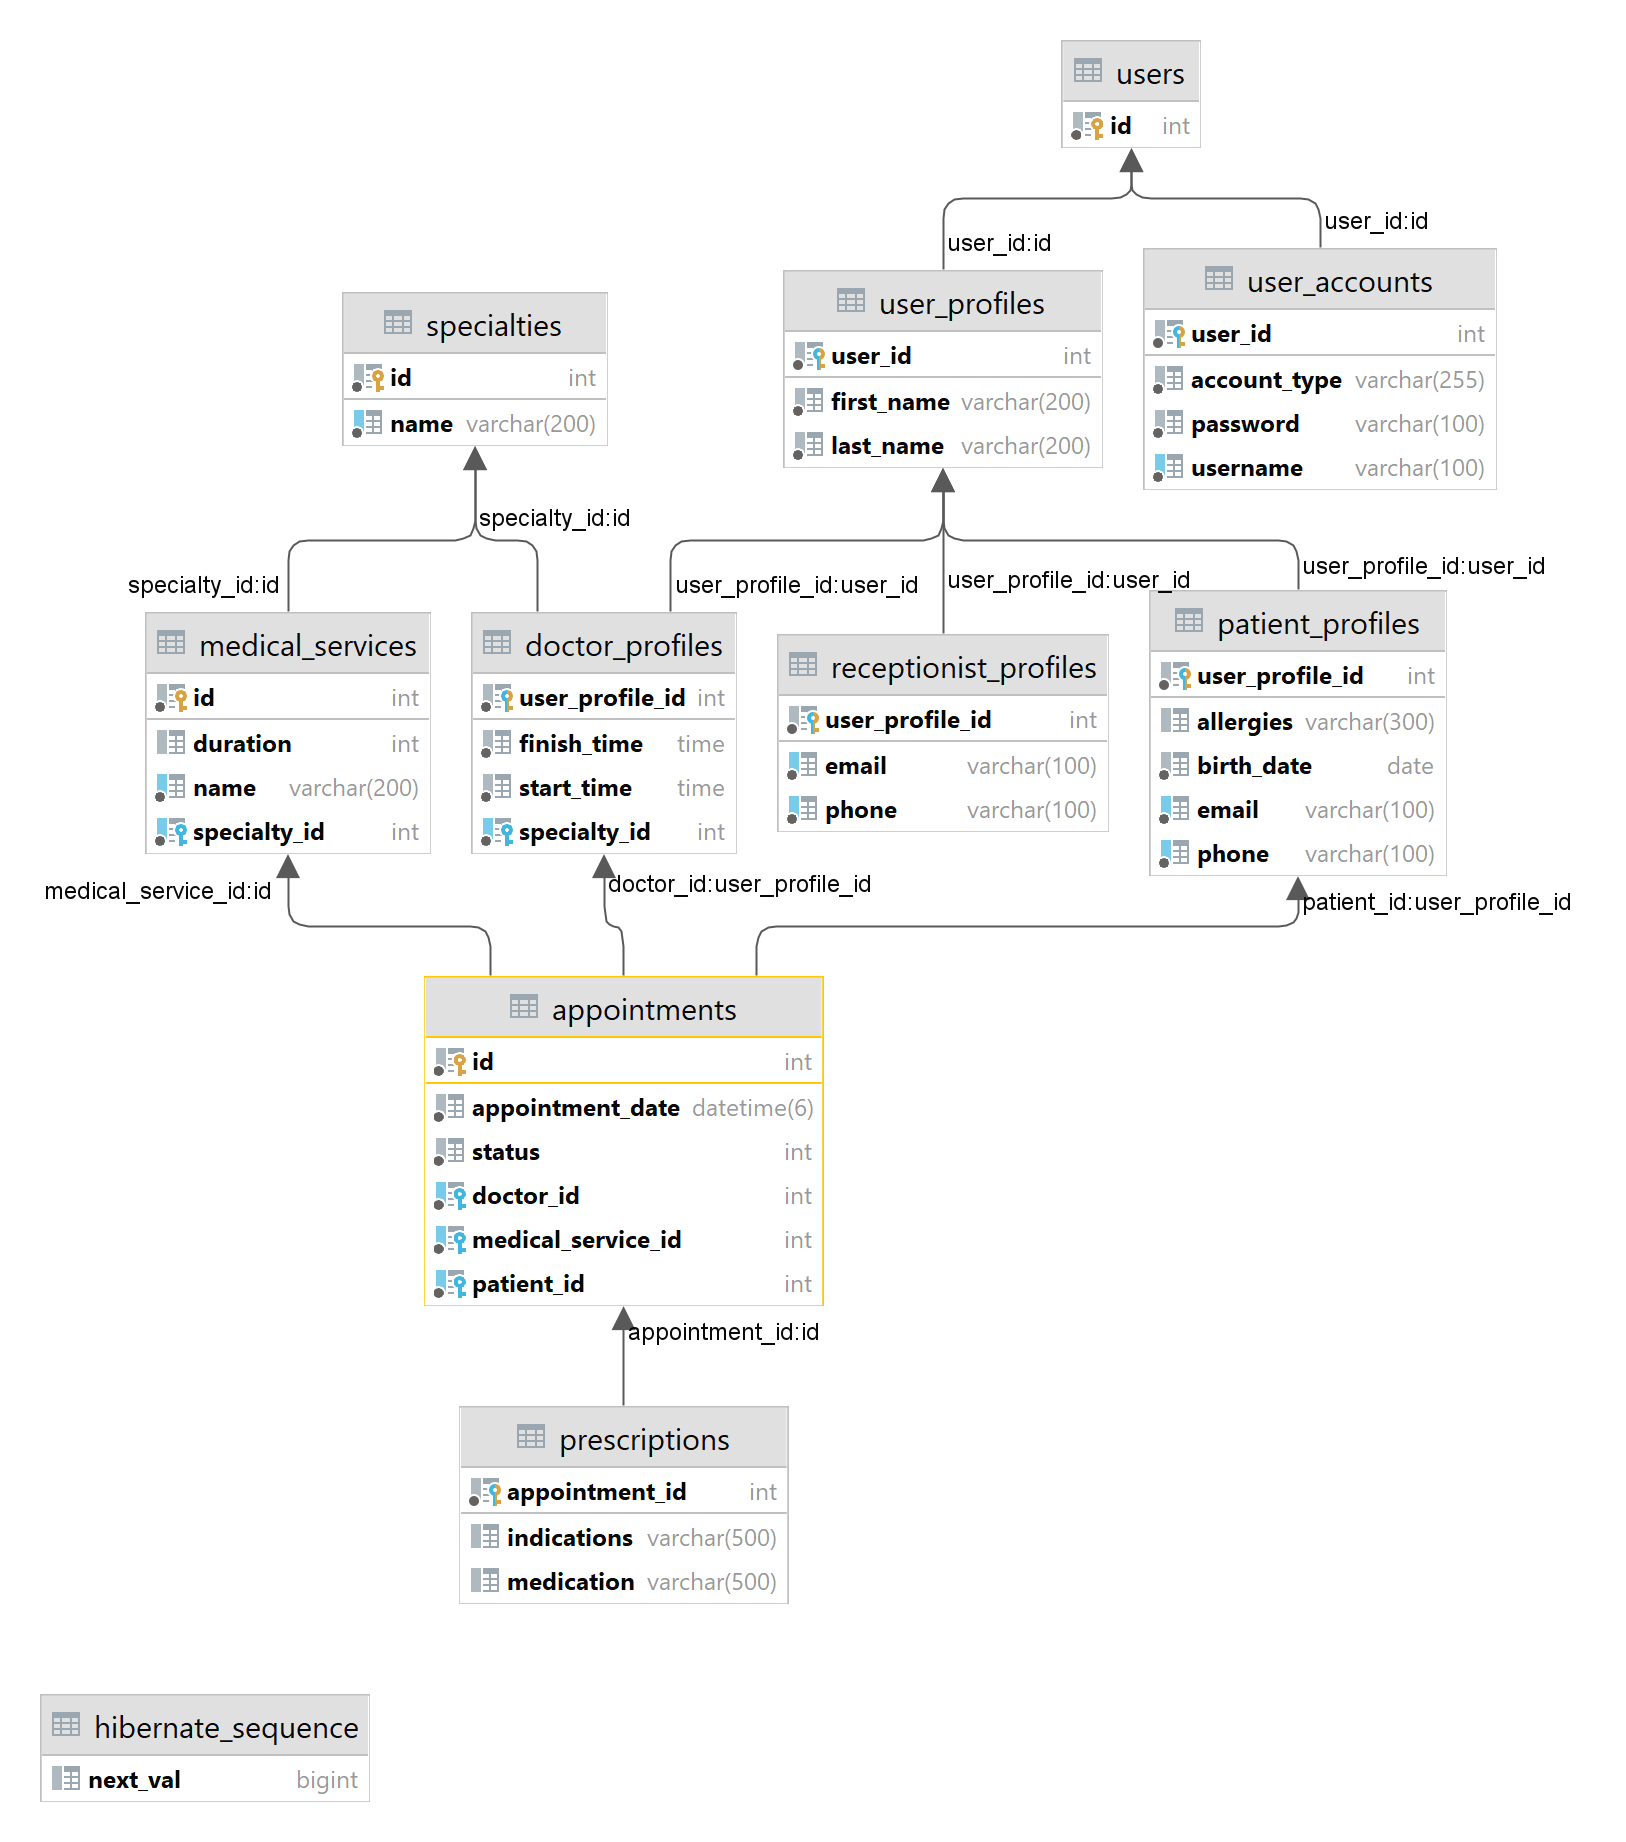 users
id int
user_id:id
user_id:id
user_accounts
user_id int
account_type varchar(255)
password varchar(100)
username varchar(100)
user_profiles
user_id int
first_name varchar(200)
last_name varchar(200)
specialties
id int
name varchar(200)
specialty_id:id
specialty_id:id
user_profile_id:user_id
user_profile_id:user_id
user_profile_id:user_id
medical_services
id int
duration int
name varchar(200)
specialty_id int
doctor_profiles
user_profile_id int
finish_time time
start_time time
specialty_id int
receptionist_profiles
user_profile_id int
email varchar(100)
phone varchar(100)
patient_profiles
user_profile_id int
allergies varchar(300)
birth_date date
email varchar(100)
phone varchar(100)
medical_service_id:id
doctor_id:user_profile_id
patient_id:user_profile_id
appointments
id int
appointment_date datetime(6)
status int
doctor_id int
medical_service_id int
patient_id int
appointment_id:id
prescriptions
appointment_id int
indications varchar(500)
medication varchar(500)
hibernate_sequence
next_val bigint